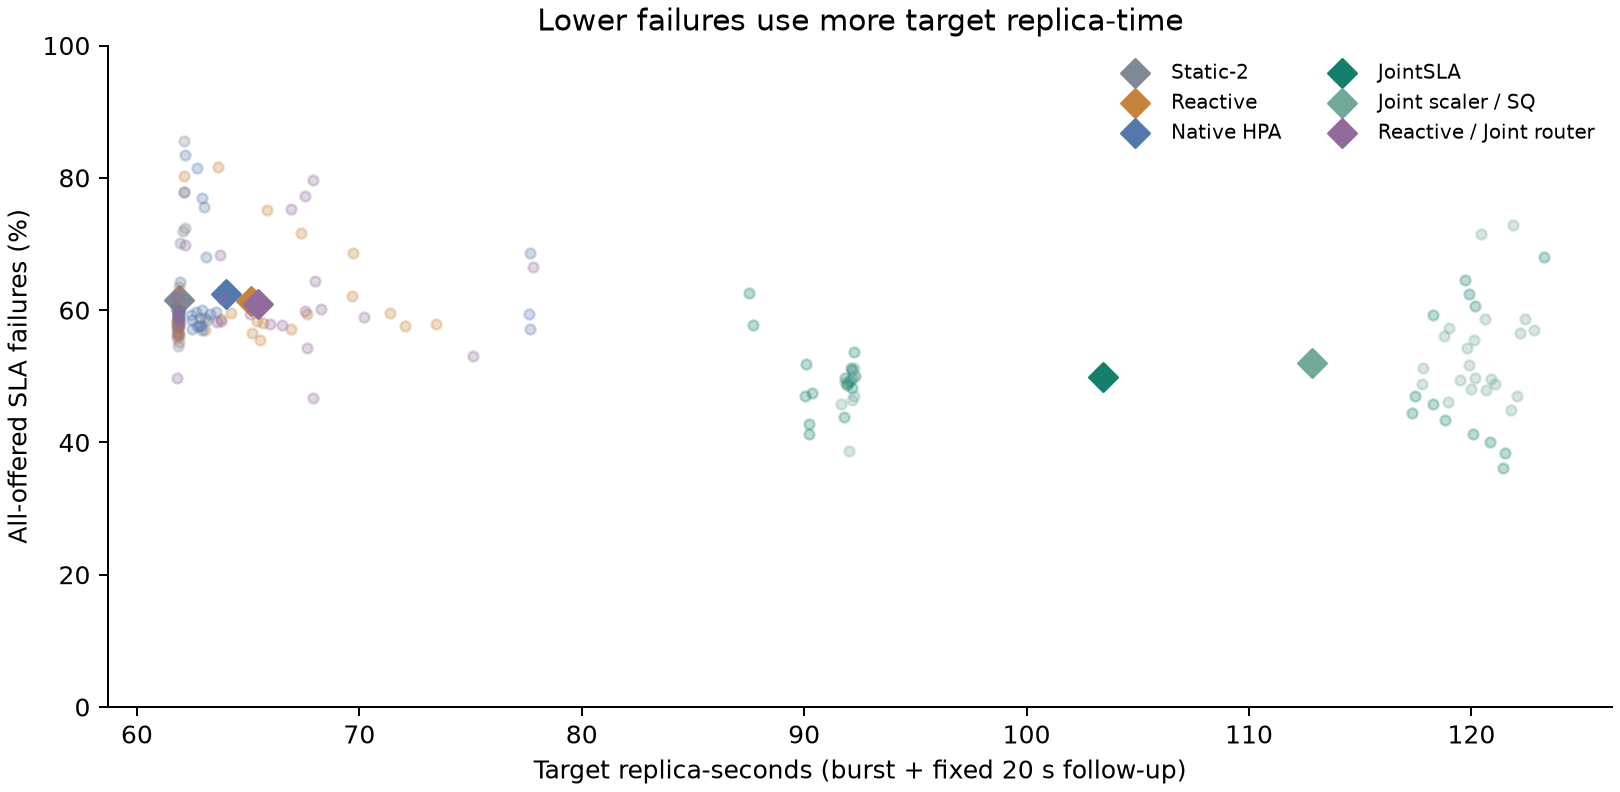 Lower failures use more target replica-time
Static-2
Reactive
Native HPA
JointSLA
Joint scaler / SQ
Reactive / Joint router
All-offered SLA failures (%)
100
80
60
40
20
0
60 70 80 90 100 110 120
Target replica-seconds (burst + fixed 20 s follow-up)